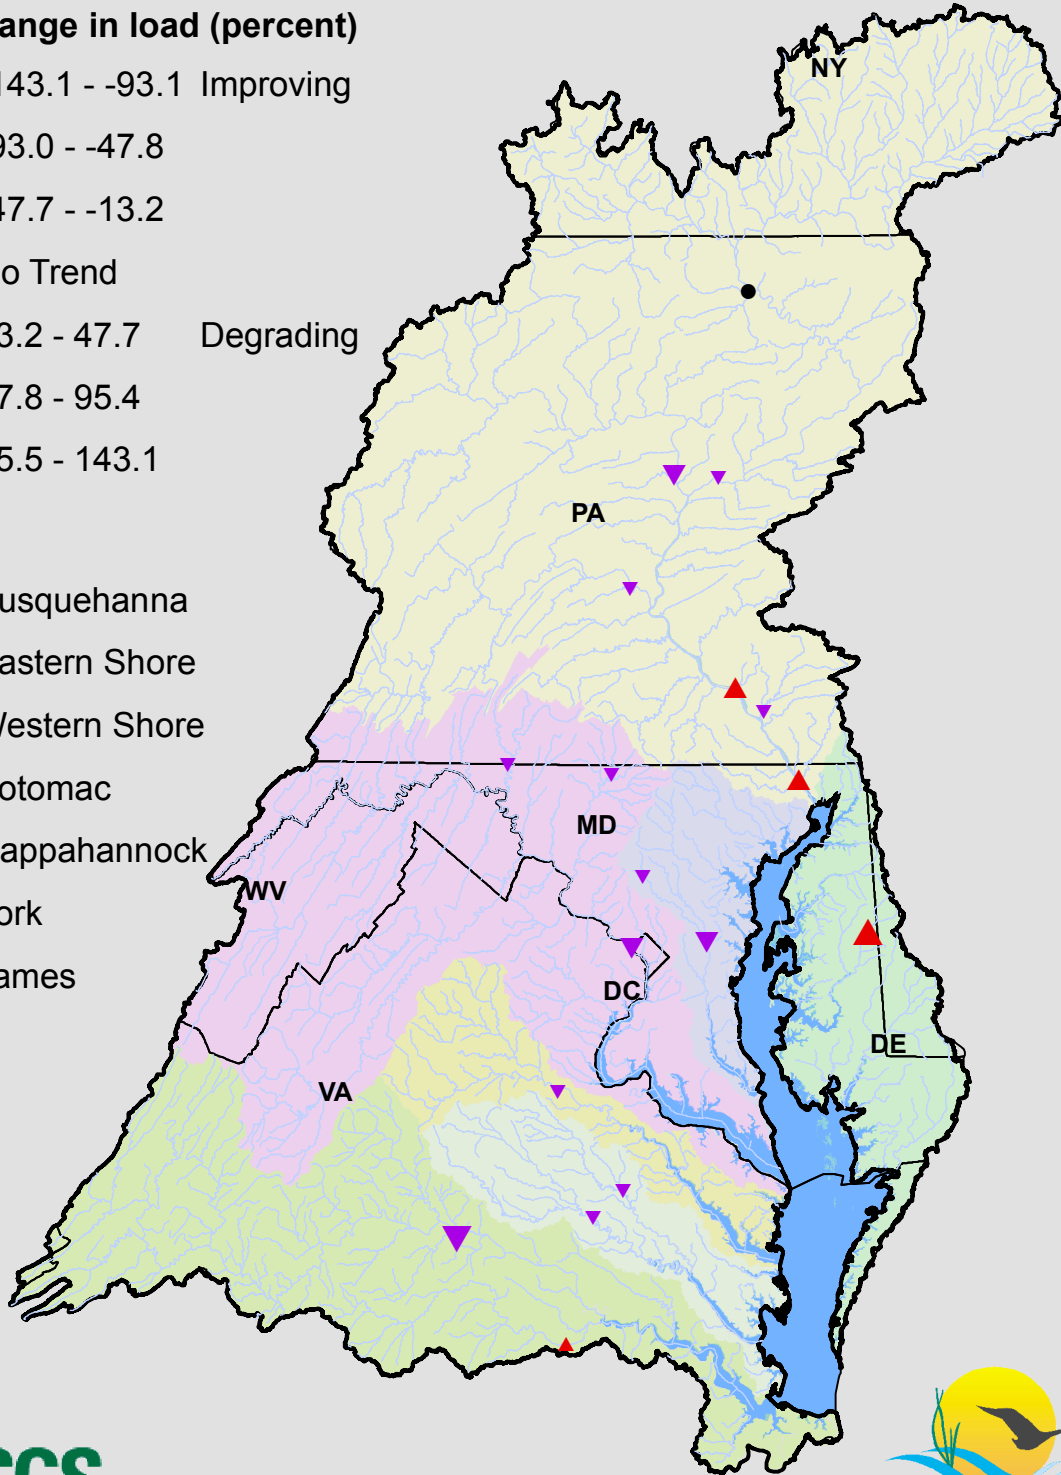 ange in load (percent)
143.1 - -93.1 Improving
93.0 - -47.8
47.7 - -13.2
o Trend
3.2 - 47.7 Degrading
7.8 - 95.4
5.5 - 143.1
usquehanna
astern Shore
Western Shore
otomac
appahannock
ork
ames
NY
PA
MD
WV
DC
DE
VA